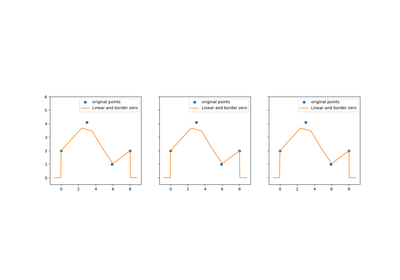 original points
Linear and border zero
original points
Linear and border zero
original points
Linear and border zero
6
5
4
3
2
1
0
0 2 4 6 8
0 2 4 6 8
0 2 4 6 8